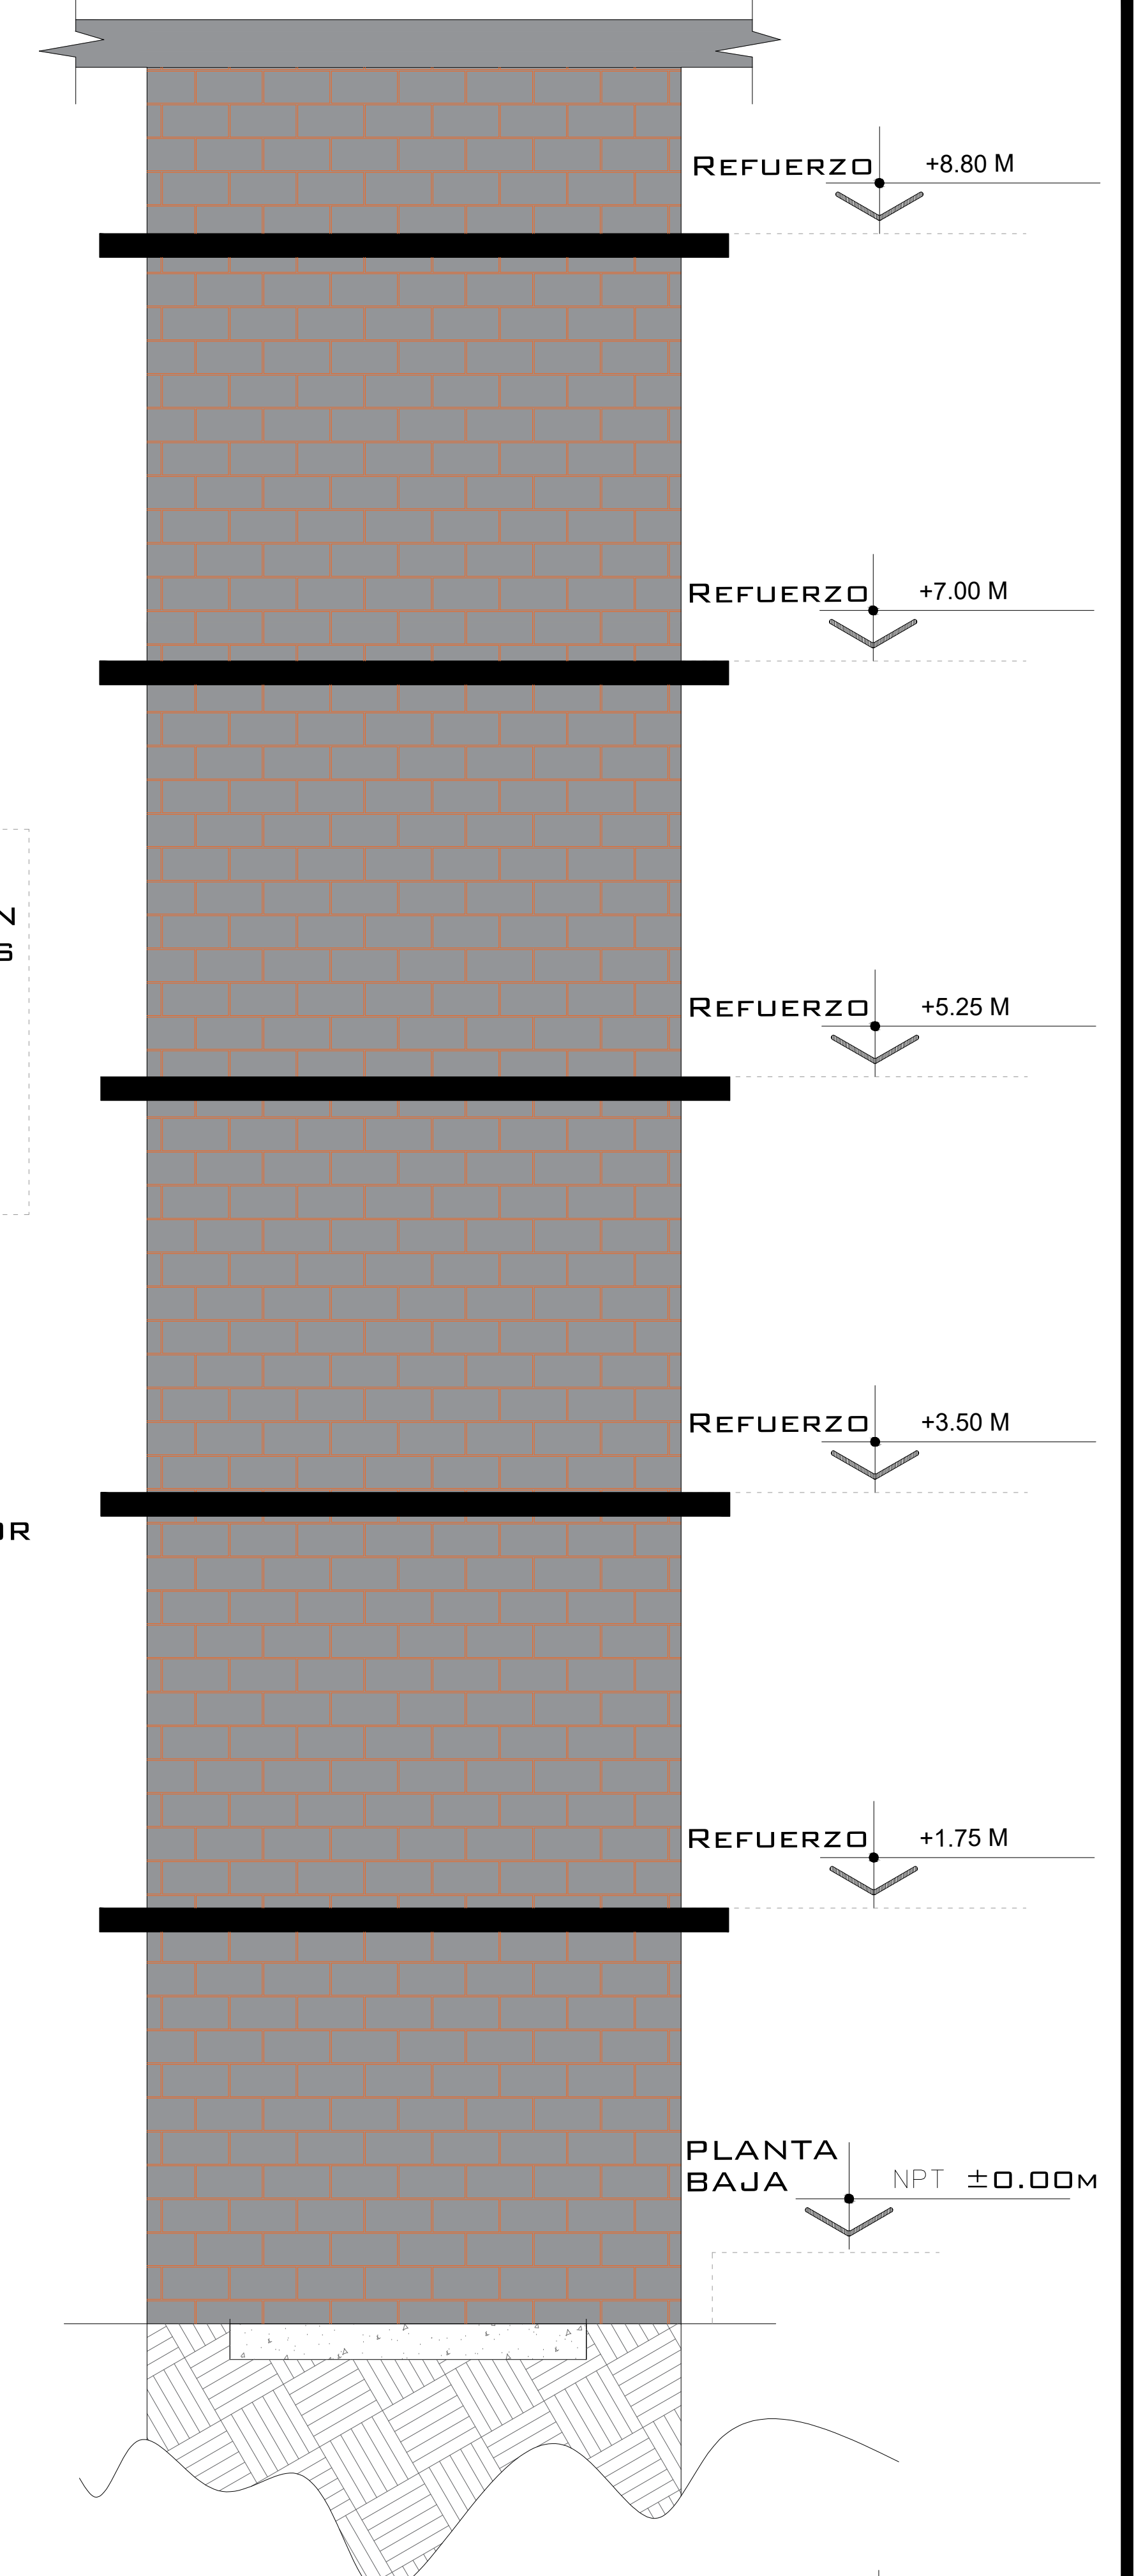 REFUERZO +8.80 M
REFUERZO +7.00 M
Z
S
REFUERZO +5.25 M
REFUERZO +3.50 M
OR
REFUERZO +1.75 M
PLANTA
BAJA NPT ±0.00M